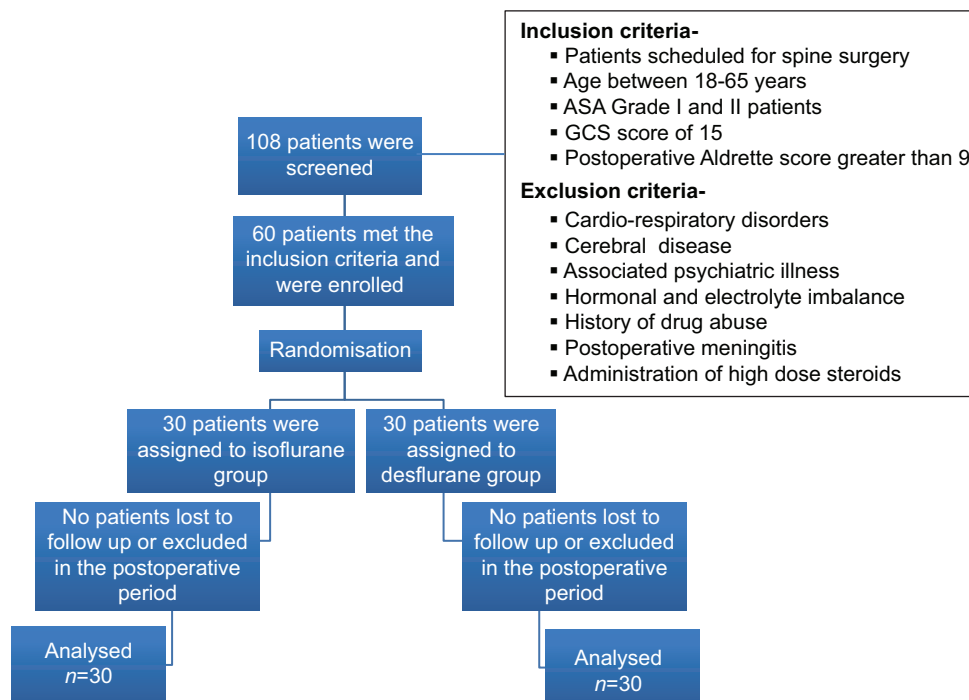 108 patients were
screened
Inclusion criteria-
▪ Patients scheduled for spine surgery
▪ Age between 18-65 years
▪ ASA Grade I and II patients
▪ GCS score of 15
▪ Postoperative Aldrette score greater than 9
Exclusion criteria-
▪ Cardio-respiratory disorders
▪ Cerebral disease
▪ Associated psychiatric illness
▪ Hormonal and electrolyte imbalance
▪ History of drug abuse
▪ Postoperative meningitis
▪ Administration of high dose steroids
60 patients met the
inclusion criteria and
were enrolled
Randomisation
30 patients were
assigned to isoflurane
group
30 patients were
assigned to
desflurane group
No patients lost to
follow up or excluded
in the postoperative
period
No patients lost to
follow up or excluded
in the postoperative
period
Analysed
n=30
Analysed
n=30